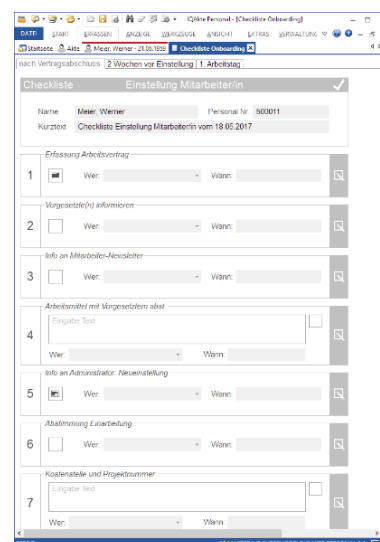 IQAkte Personal - [Checkliste Onboarding]
DATEI START ERFASSEN ANZEIGE WERKZEUGE ANSICHT EXTRAS VERWALTUNG
Startseite Akte Meier, Werner - 21.06.1959 Checkliste Onboarding
nach Vertragsabschluss 2 Wochen vor Einstellung 1. Arbeitstag
Checkliste Einstellung Mitarbeiter/in
Name Meier, Werner Personal Nr. 500011
Kurztext Checkliste Einstellung Mitarbeiter/in vom 18.05.2017
Erfassung Arbeitsvertrag
1 Wer: Wann:
Vorgesetzte(n) informieren
2 Wer: Wann:
Info an Mitarbeiter-Newsletter
3 Wer: Wann:
Arbeitsmittel mit Vorgesetztem abst
Eingabe Text
4
Wer: Wann:
Info an Administrator: Neueinstellung
5 Wer: Wann:
Abstimmung Einarbeitung
6 Wer: Wann:
Kostenstelle und Projektnummer
Eingabe Text
7
Wer: Wann: